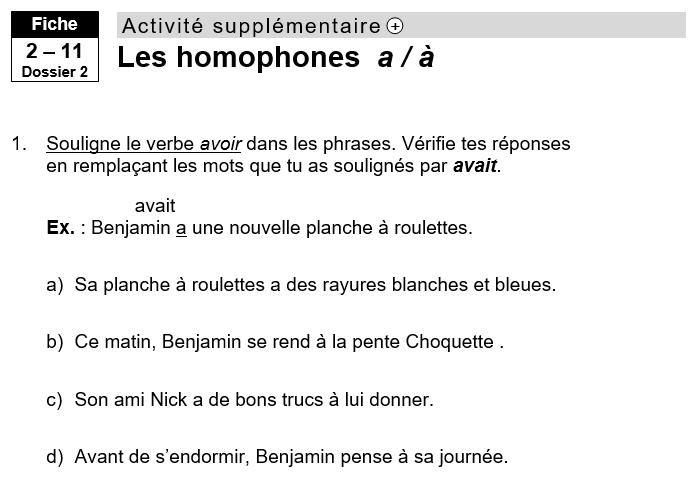 Fiche
2 – 11
Dossier 2
Activité supplémentaire +
Les homophones a / à
1. Souligne le verbe avoir dans les phrases. Vérifie tes réponses
en remplaçant les mots que tu as soulignés par avait.
avait
Ex. : Benjamin a une nouvelle planche à roulettes.
a) Sa planche à roulettes a des rayures blanches et bleues.
b) Ce matin, Benjamin se rend à la pente Choquette .
c) Son ami Nick a de bons trucs à lui donner.
d) Avant de s’endormir, Benjamin pense à sa journée.